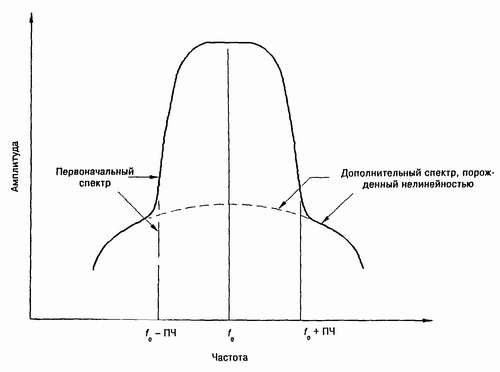 Амплитуда
Первоначальный
спектр
Дополнительный спектр, порож-
денный нелинейностью
f₀ – ПЧ
f₀
f₀ + ПЧ
Частота